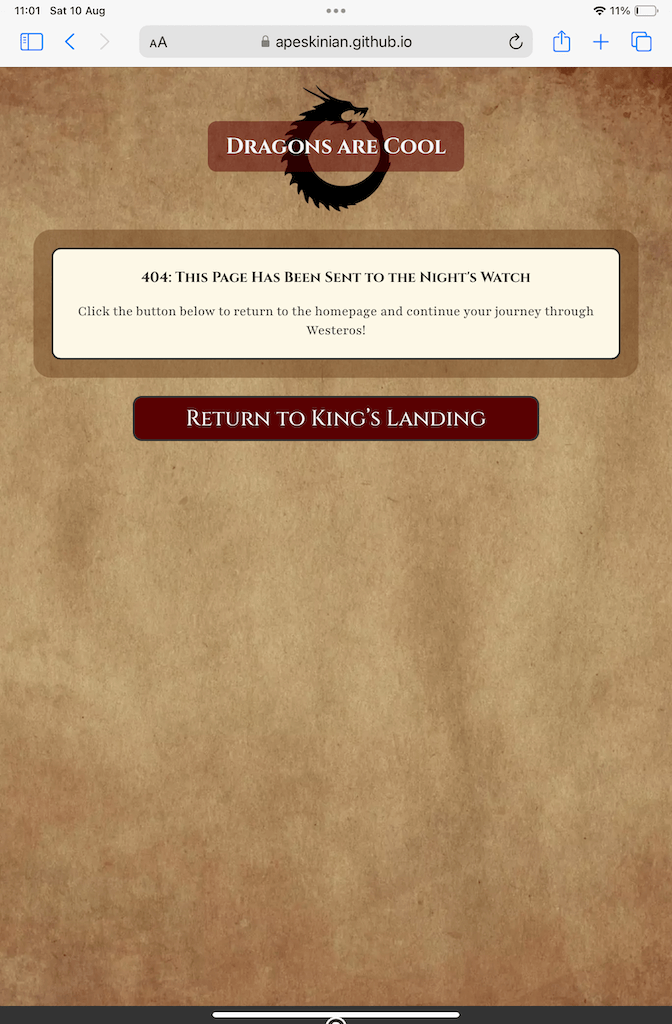 11:01 Sat 10 Aug 11%
AA apeskinian.github.io
Dragons are Cool
404: This Page Has Been Sent to the Night's Watch
Click the button below to return to the homepage and continue your journey through
Westeros!
Return to King's Landing